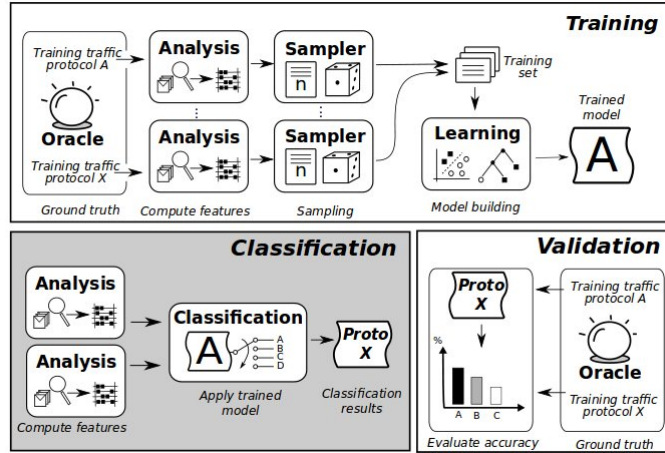 Training
Training traffic
protocol A
Oracle
Training traffic
protocol X
Ground truth
Analysis
Analysis
Compute features
Sampler
n
Sampler
n
Sampling
Training
set
Learning
Model building
Trained
model
A
Classification
Analysis
Analysis
Compute features
Classification
A
A
B
C
D
Apply trained
model
Proto
X
Classification
results
Validation
Proto
X
%
A B C
Evaluate accuracy
Training traffic
protocol A
Oracle
Training traffic
protocol X
Ground truth